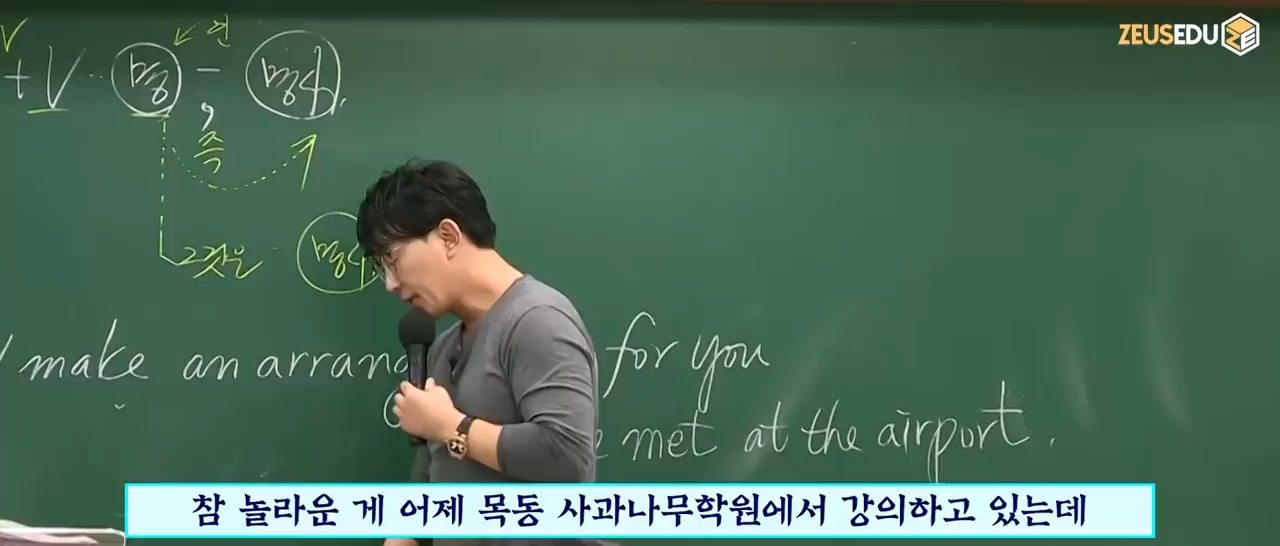 ZEUSEDU
V 연
+V 명 - 명사.
, 즉
그것은 명사
make an arran for you
met at the airport.
참 놀라운 게 어제 목동 사과나무학원에서 강의하고 있는데